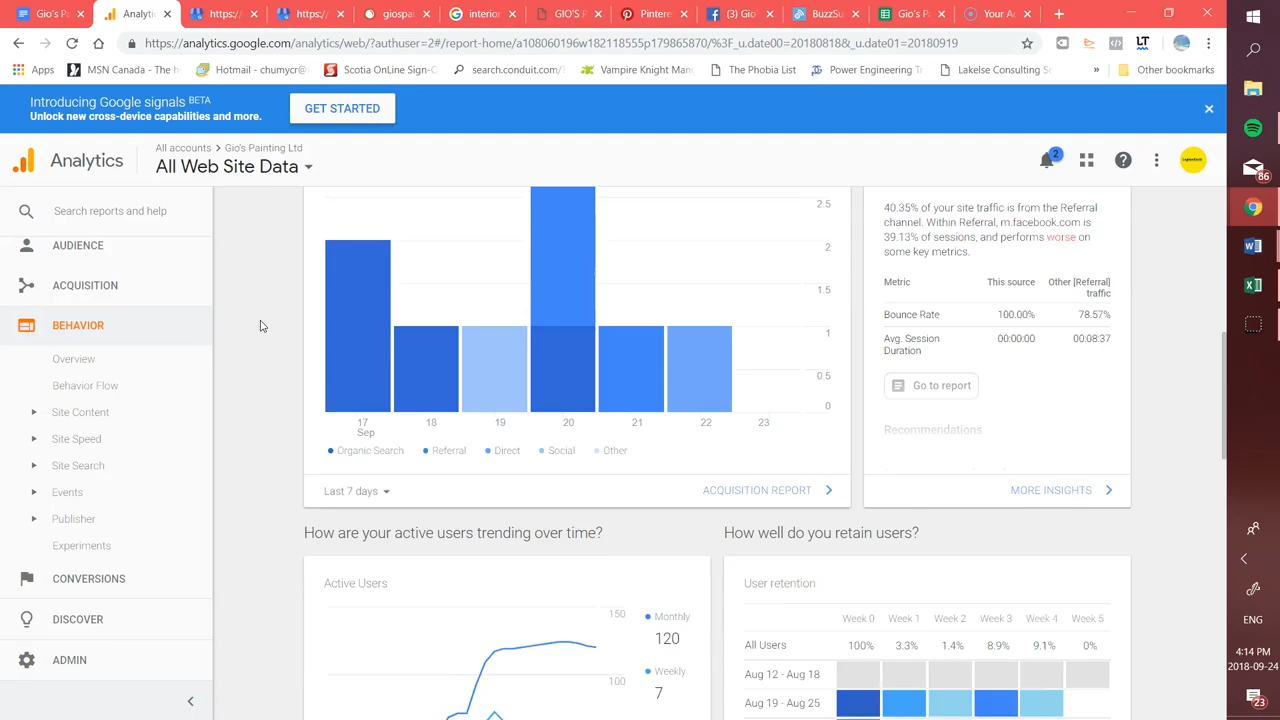 Gio's P
Analytic
https:/
https:/
giospai
interior
GIO'S P
Pintere
(3) Gio'
BuzzSu
Gio's Pa
Your A
https://analytics.google.com/analytics/web/?authuser=2#/report-home/a108060196w182118555p179865870/%3F_u.date00=20180818&_u.date01=20180919
Apps
MSN Canada - The h
Hotmail - chumycr@
Scotia OnLine Sign-
search.conduit.com/
Vampire Knight Man
The Phobia List
Power Engineering T
Lakelse Consulting S
»
Other bookmarks
Introducing Google signals BETA
Unlock new cross-device capabilities and more.
GET STARTED
Analytics
All accounts > Gio's Painting Ltd
All Web Site Data
2
Search reports and help
AUDIENCE
ACQUISITION
BEHAVIOR
Overview
Behavior Flow
Site Content
Site Speed
Site Search
Events
Publisher
Experiments
CONVERSIONS
DISCOVER
ADMIN
2.5
2
1.5
1
0.5
0
17
Sep
18
19
20
21
22
23
Organic Search
Referral
Direct
Social
Other
Last 7 days
ACQUISITION REPORT
40.35% of your site traffic is from the Referral
channel. Within Referral, m.facebook.com is
39.13% of sessions, and performs worse on
some key metrics.
Metric This source Other [Referral]
traffic
Bounce Rate 100.00% 78.57%
Avg. Session 00:00:00 00:08:37
Duration
Go to report
Recommendations
MORE INSIGHTS
How are your active users trending over time?
Active Users
150
100
Monthly
120
Weekly
7
How well do you retain users?
User retention
Week 0 Week 1 Week 2 Week 3 Week 4 Week 5
All Users 100% 3.3% 1.4% 8.9% 9.1% 0%
Aug 12 - Aug 18
Aug 19 - Aug 25
86
ENG
4:14 PM
2018-09-24
23